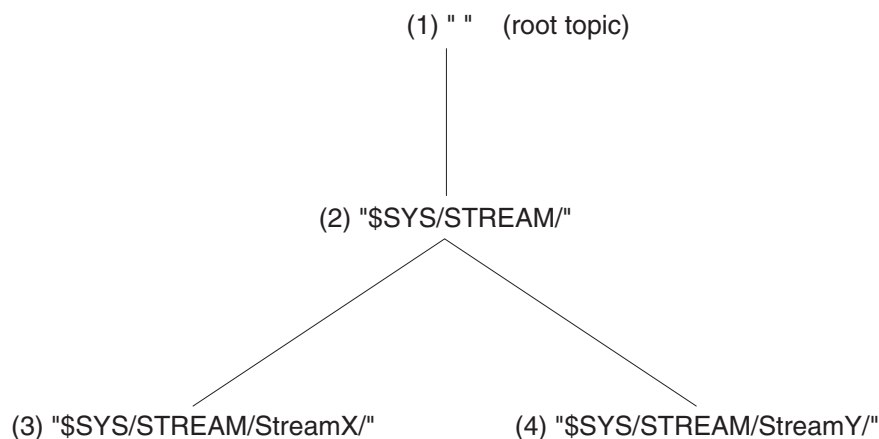 (1) " " (root topic)
(2) "$SYS/STREAM/"
(3) "$SYS/STREAM/StreamX/"
(4) "$SYS/STREAM/StreamY/"